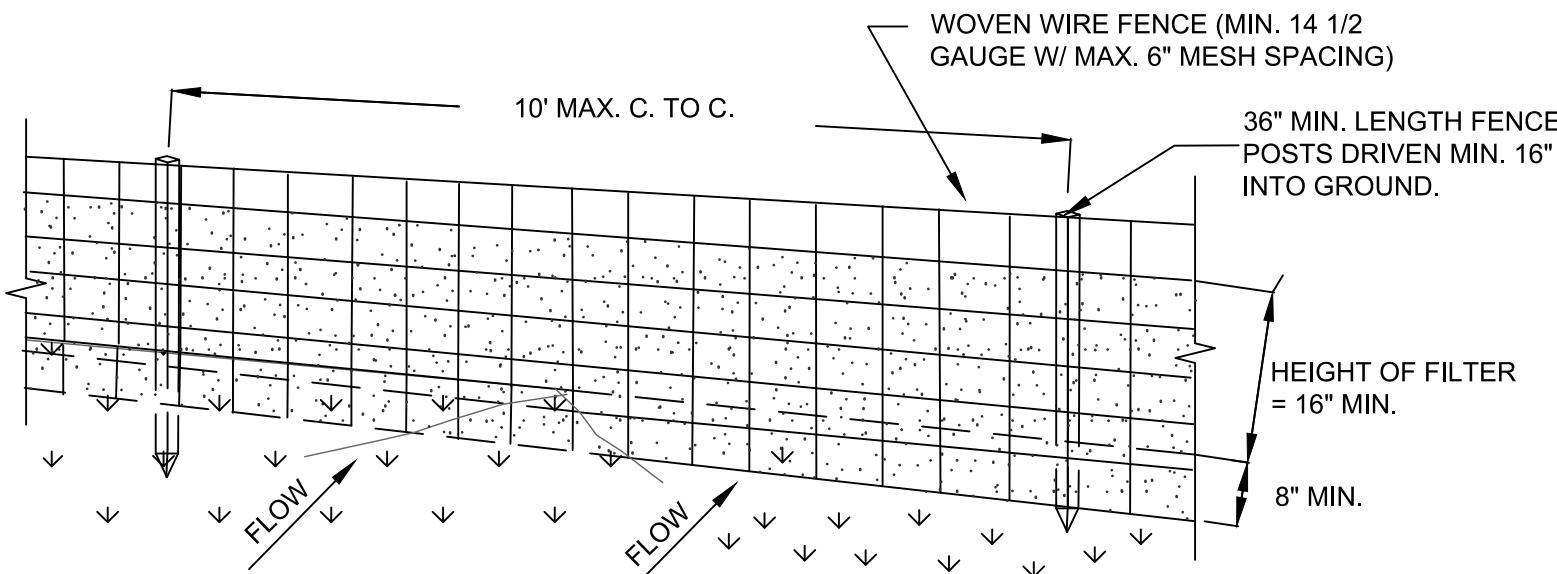 WOVEN WIRE FENCE (MIN. 14 1/2
GAUGE W/ MAX. 6" MESH SPACING)
10' MAX. C. TO C.
36" MIN. LENGTH FENCE
POSTS DRIVEN MIN. 16"
INTO GROUND.
HEIGHT OF FILTER
= 16" MIN.
8" MIN.
FLOW
FLOW